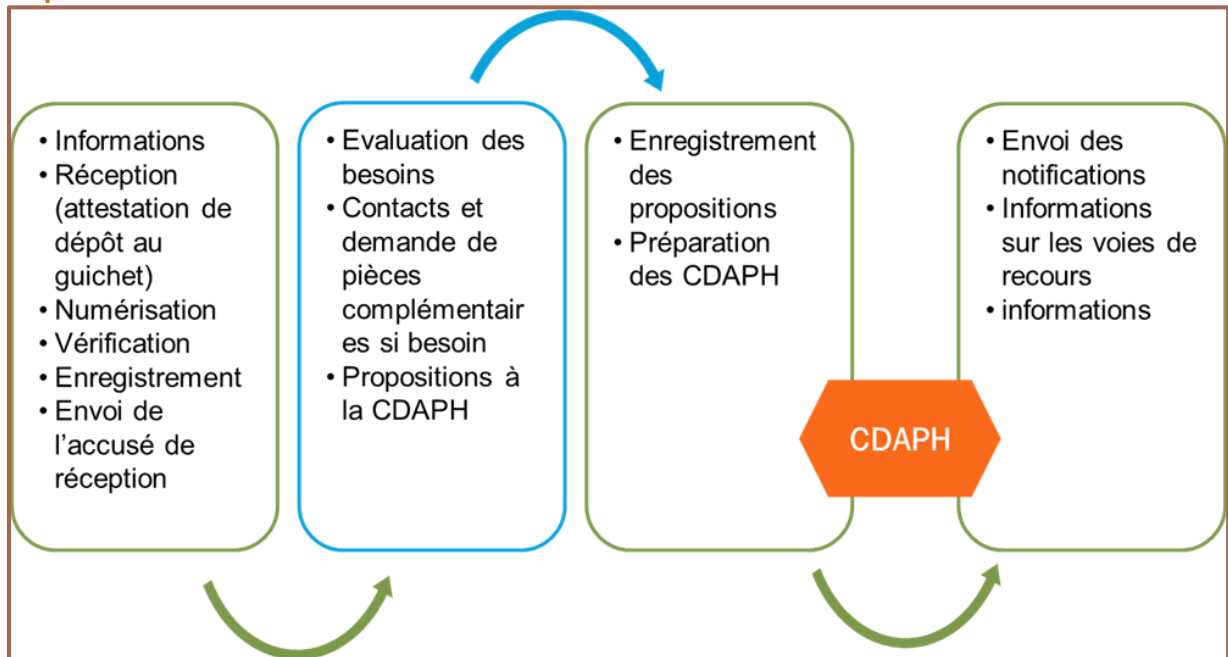 • Informations
• Réception
(attestation de
dépôt au
guichet)
• Numérisation
• Vérification
• Enregistrement
• Envoi de
l'accusé de
réception
• Evaluation des
besoins
• Contacts et
demande de
pièces
complémentair
es si besoin
• Propositions à
la CDAPH
• Enregistrement
des
propositions
• Préparation
des CDAPH
CDAPH
• Envoi des
notifications
• Informations
sur les voies de
recours
• informations